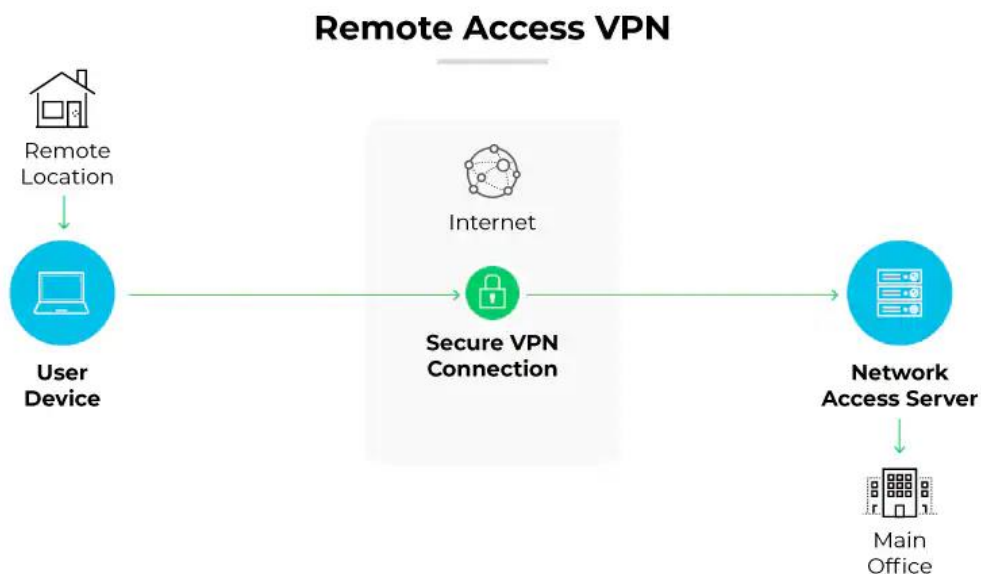 Remote Access VPN
Remote
Location
Internet
User
Device
Secure VPN
Connection
Network
Access Server
Main
Office